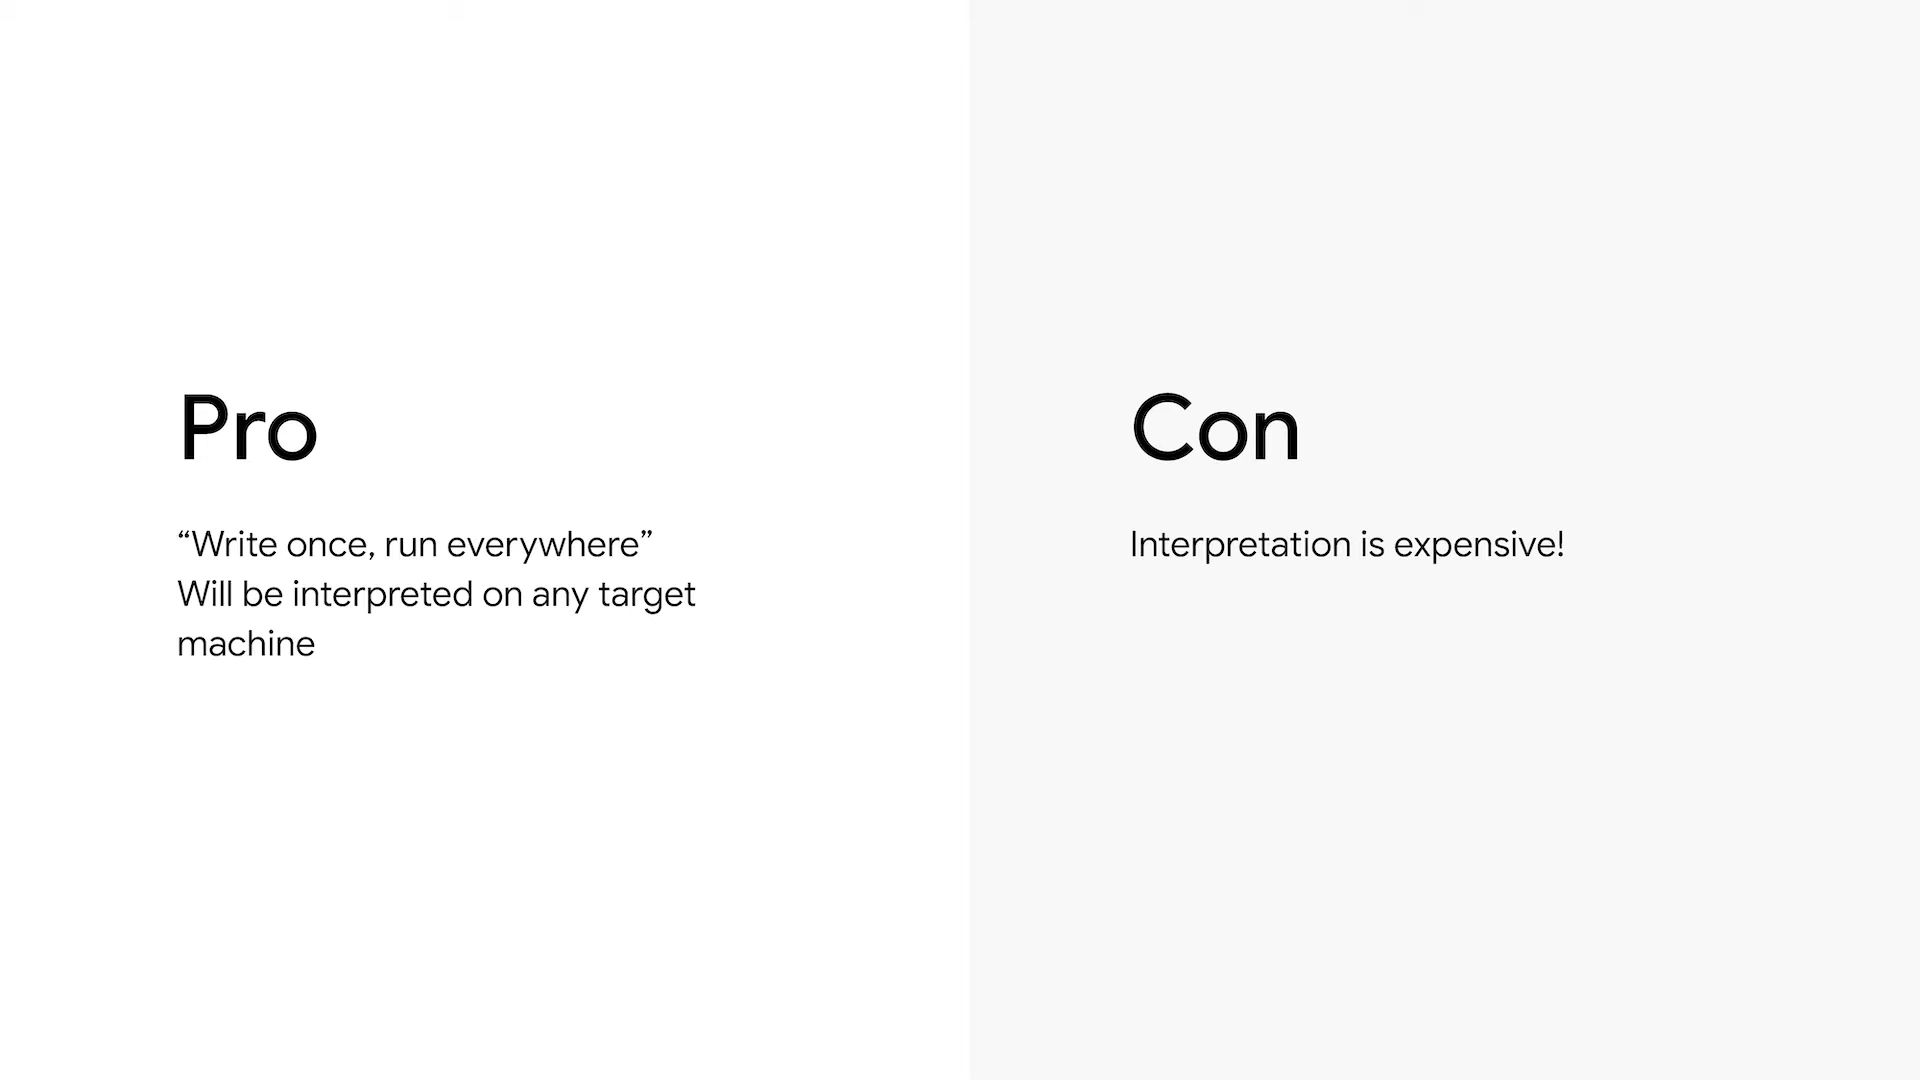 Pro
“Write once, run everywhere”
Will be interpreted on any target
machine
Con
Interpretation is expensive!